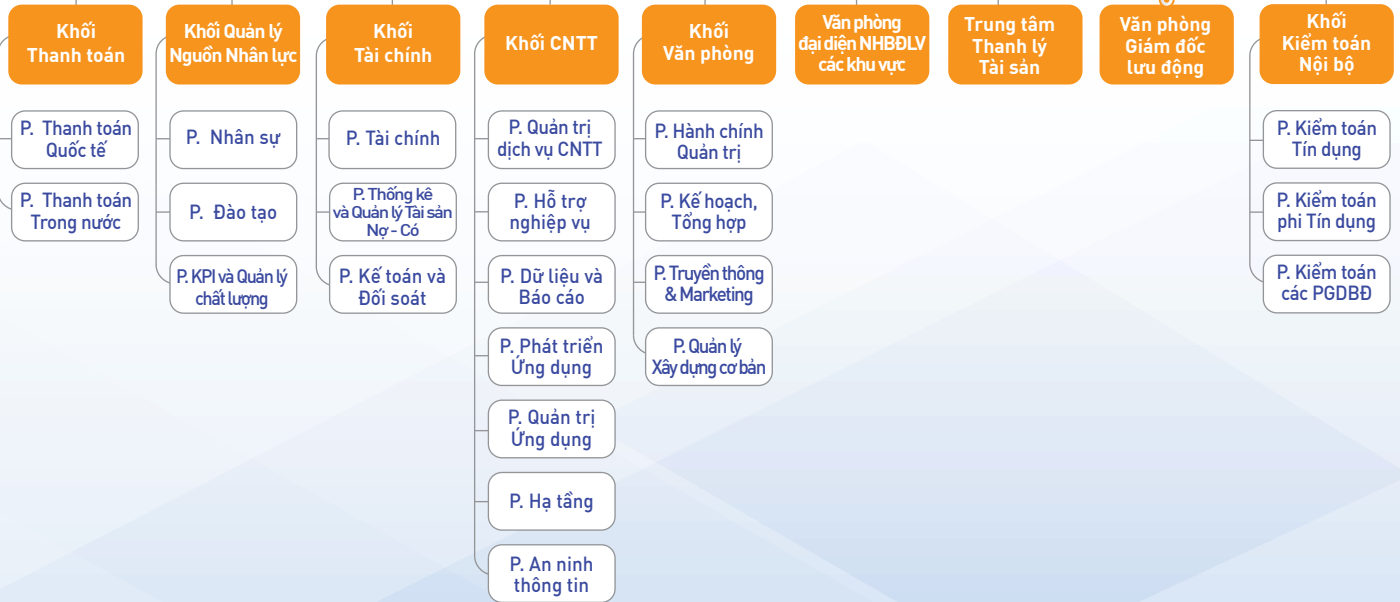 Khối
Thanh toán
Khối Quản lý
Nguồn Nhân lực
Khối
Tài chính
Khối CNTT
Khối
Văn phòng
Văn phòng
đại diện NHBĐLV
các khu vực
Trung tâm
Thanh lý
Tài sản
Văn phòng
Giám đốc
lưu động
Khối
Kiểm toán
Nội bộ
P. Thanh toán
Quốc tế
P. Thanh toán
Trong nước
P. Nhân sự
P. Đào tạo
P. KPI và Quản lý
chất lượng
P. Tài chính
P. Thống kê
và Quản lý Tài sản
Nợ - Có
P. Kế toán và
Đối soát
P. Quản trị
dịch vụ CNTT
P. Hỗ trợ
nghiệp vụ
P. Dữ liệu và
Báo cáo
P. Phát triển
Ứng dụng
P. Quản trị
Ứng dụng
P. Hạ tầng
P. An ninh
thông tin
P. Hành chính
Quản trị
P. Kế hoạch,
Tổng hợp
P. Truyền thông
& Marketing
P. Quản lý
Xây dựng cơ bản
P. Kiểm toán
Tín dụng
P. Kiểm toán
phi Tín dụng
P. Kiểm toán
các PGDBĐ